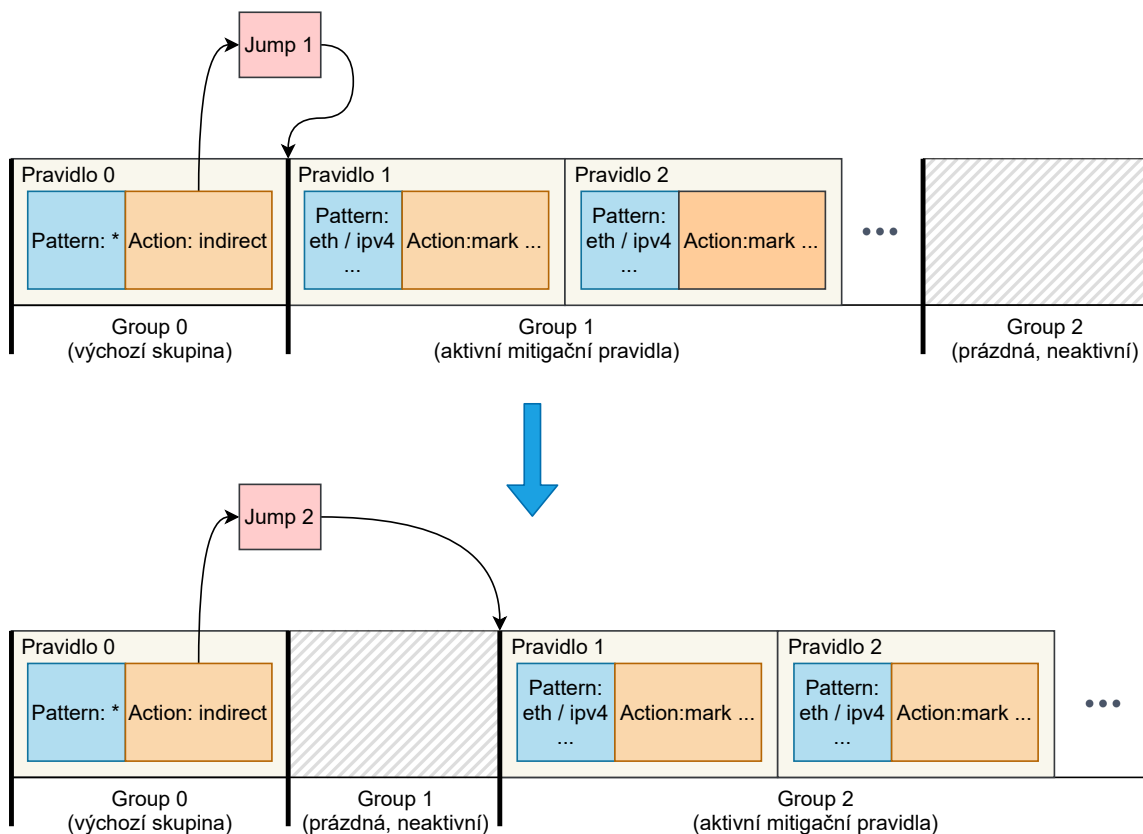 Jump 1
Pravidlo 0
Pattern: *
Action: indirect
Pravidlo 1
Pattern:
eth / ipv4
...
Action:mark ...
Pravidlo 2
Pattern:
eth / ipv4
...
Action:mark ...
Group 0
(výchozí skupina)
Group 1
(aktivní mitigační pravidla)
Group 2
(prázdná, neaktivní)
Jump 2
Pravidlo 0
Pattern: *
Action: indirect
Pravidlo 1
Pattern:
eth / ipv4
...
Action:mark ...
Pravidlo 2
Pattern:
eth / ipv4
...
Action:mark ...
Group 0
(výchozí skupina)
Group 1
(prázdná, neaktivní)
Group 2
(aktivní mitigační pravidla)